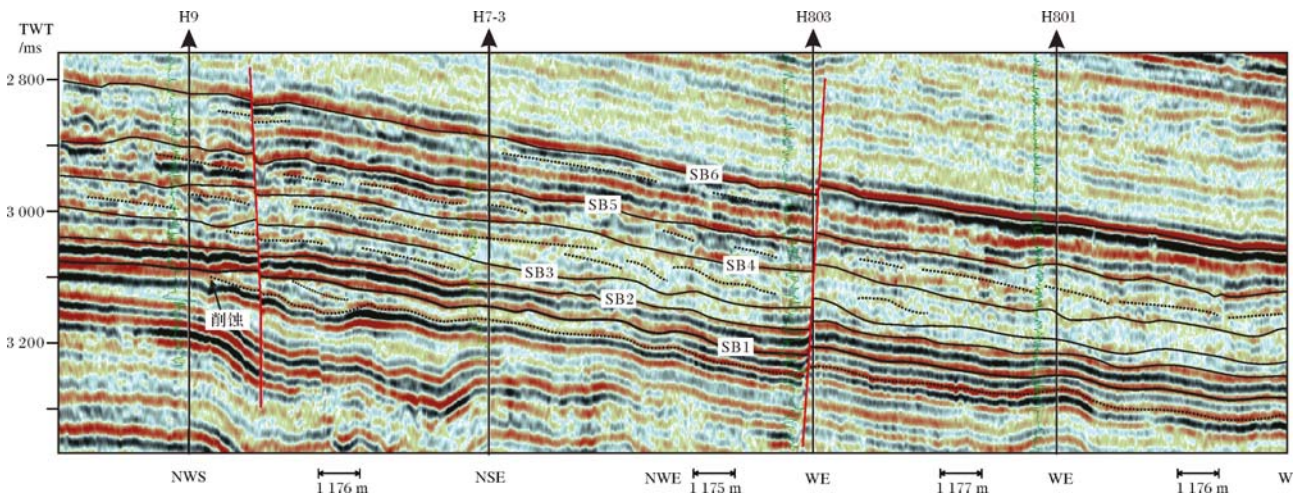 H9 H7-3 H803 H801
TWT
/ms
2 800
SB6
SB5
3 000
SB4
SB3
SB2
削蚀
3 200
SB1
NWS NSE NWE WE WE W
1 176 m 1 175 m 1 177 m 1 176 m